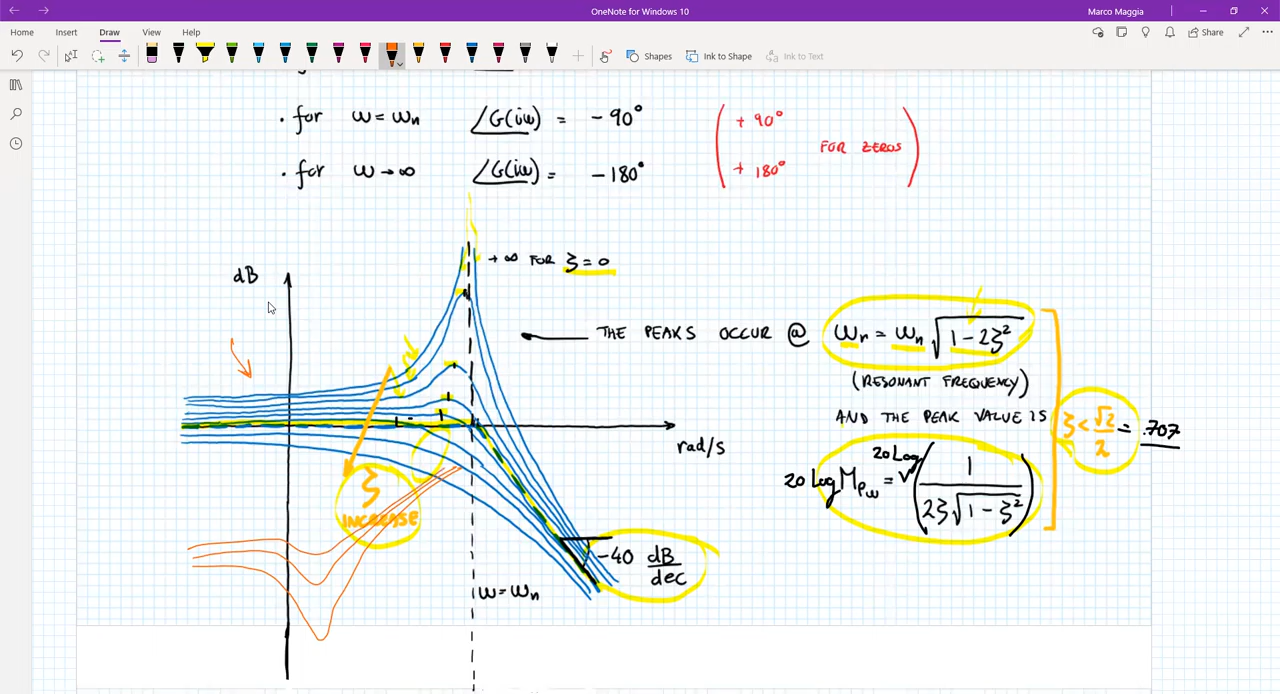 OneNote for Windows 10
Marco Maggia
Home Insert Draw View Help
Share
Shapes Ink to Shape Ink to Text
· for ω = ωn ∠G(iω) = - 90°
· for ω → ∞ ∠G(iω) = - 180°
+ 90°
+ 180°
FOR ZEROS
dB
+ ∞ FOR ζ = 0
THE PEAKS OCCUR @ ωr = ωn √(1 - 2ζ²)
(RESONANT FREQUENCY)
AND THE PEAK VALUE IS
ζ < √2/2 = .707
rad/s
20 Log Mpω = 20 Log (1 / (2ζ √(1 - ζ²)))
ζ
INCREASE
-40 dB/dec
ω = ωn